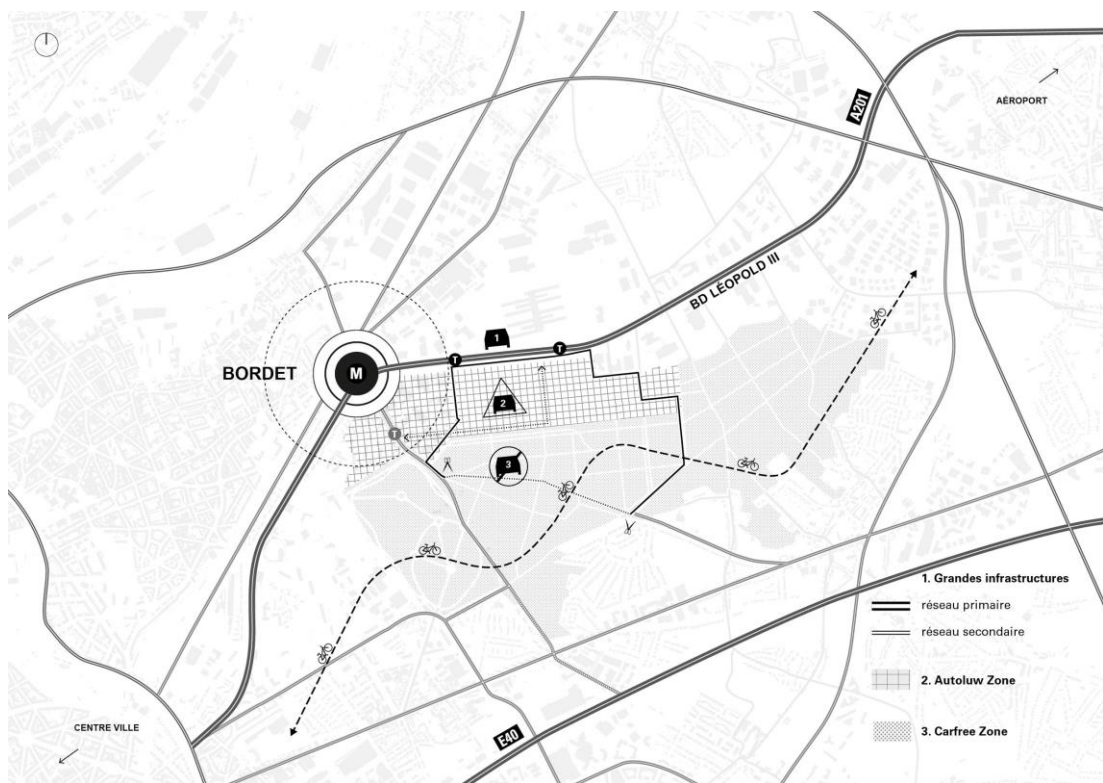 AÉROPORT
A201
BD LÉOPOLD III
1
T
T
BORDET
M
2
T
3
1. Grandes infrastructures
réseau primaire
réseau secondaire
2. Autoluw Zone
3. Carfree Zone
CENTRE VILLE
E40